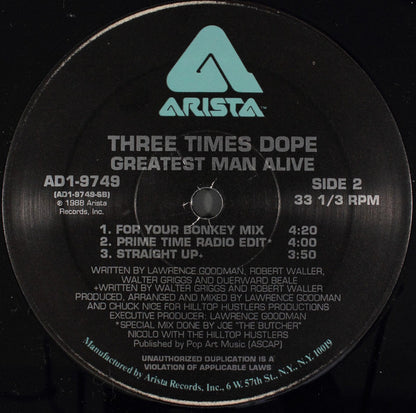 ARISTA™
THREE TIMES DOPE
GREATEST MAN ALIVE
AD1-9749
(AD1-9749-SB)
℗ 1988 Arista
Records, Inc.
SIDE 2
33 1/3 RPM
1. FOR YOUR BONKEY MIX 4:20
2. PRIME TIME RADIO EDIT* 4:00
3. STRAIGHT UP+ 3:50
WRITTEN BY LAWRENCE GOODMAN, ROBERT WALLER,
WALTER GRIGGS AND DUERWARD BEALE
+WRITTEN BY WALTER GRIGGS AND ROBERT WALLER
PRODUCED, ARRANGED AND MIXED BY LAWRENCE GOODMAN
AND CHUCK NICE FOR HILLTOP HUSTLERS PRODUCTIONS
EXECUTIVE PRODUCER: LAWRENCE GOODMAN
*SPECIAL MIX DONE BY JOE "THE BUTCHER"
NICOLO WITH THE HILLTOP HUSTLERS
Published by Pop Art Music (ASCAP)
UNAUTHORIZED DUPLICATION IS A
VIOLATION OF APPLICABLE LAWS
Manufactured by Arista Records, Inc., 6 W. 57th St., N.Y., N.Y. 10019